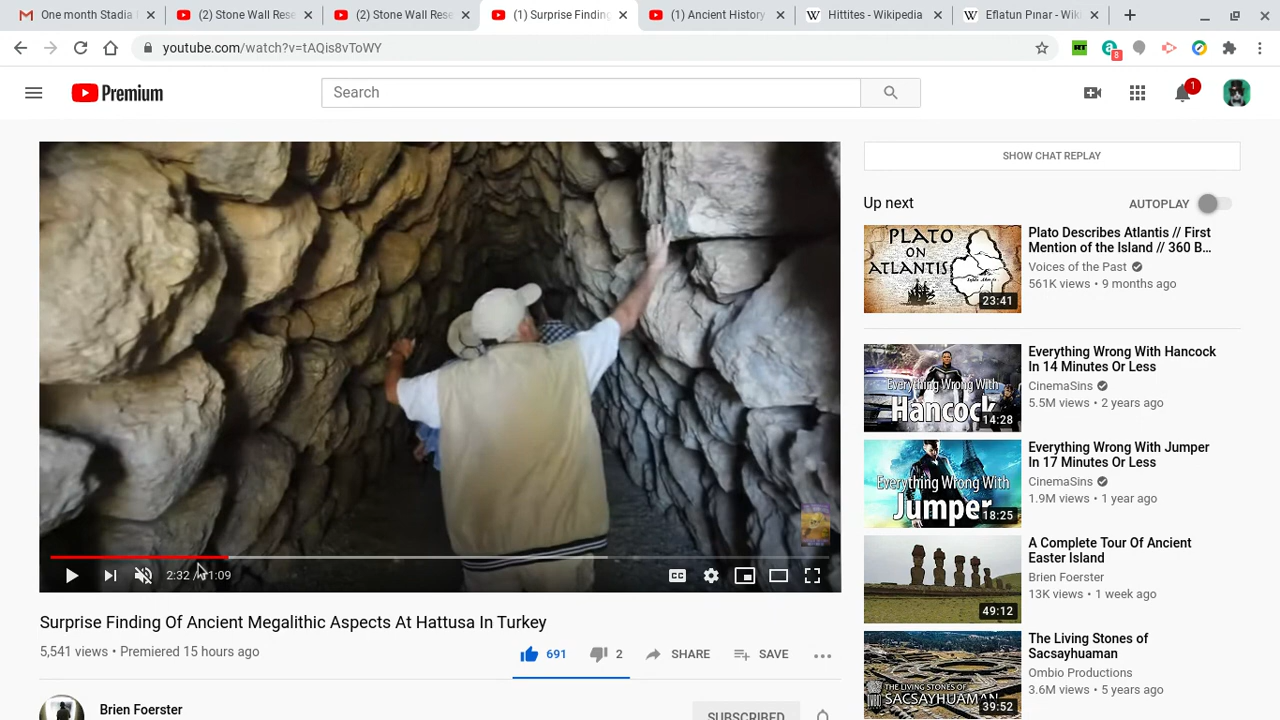 One month Stadia
(2) Stone Wall Rese
(2) Stone Wall Rese
(1) Surprise Finding
(1) Ancient History
Hittites - Wikipedia
Eflatun Pınar - Wiki
youtube.com/watch?v=tAQis8vToWY
RT
8
Premium
Search
1
SHOW CHAT REPLAY
Up next
AUTOPLAY
PLATO
ON
ATLANTIS
23:41
Plato Describes Atlantis // First
Mention of the Island // 360 B...
Voices of the Past
561K views • 9 months ago
Everything Wrong With
Hancock
14:28
Everything Wrong With Hancock
In 14 Minutes Or Less
CinemaSins
5.5M views • 2 years ago
Everything Wrong With
Jumper
18:25
Everything Wrong With Jumper
In 17 Minutes Or Less
CinemaSins
1.9M views • 1 year ago
49:12
A Complete Tour Of Ancient
Easter Island
Brien Foerster
13K views • 1 week ago
THE LIVING STONES OF
SACSAYHUAMAN
39:52
The Living Stones of
Sacsayhuaman
Ombio Productions
3.6M views • 5 years ago
2:32 / 11:09
CC
Surprise Finding Of Ancient Megalithic Aspects At Hattusa In Turkey
5,541 views • Premiered 15 hours ago
691
2
SHARE
SAVE
Brien Foerster
SUBSCRIBED